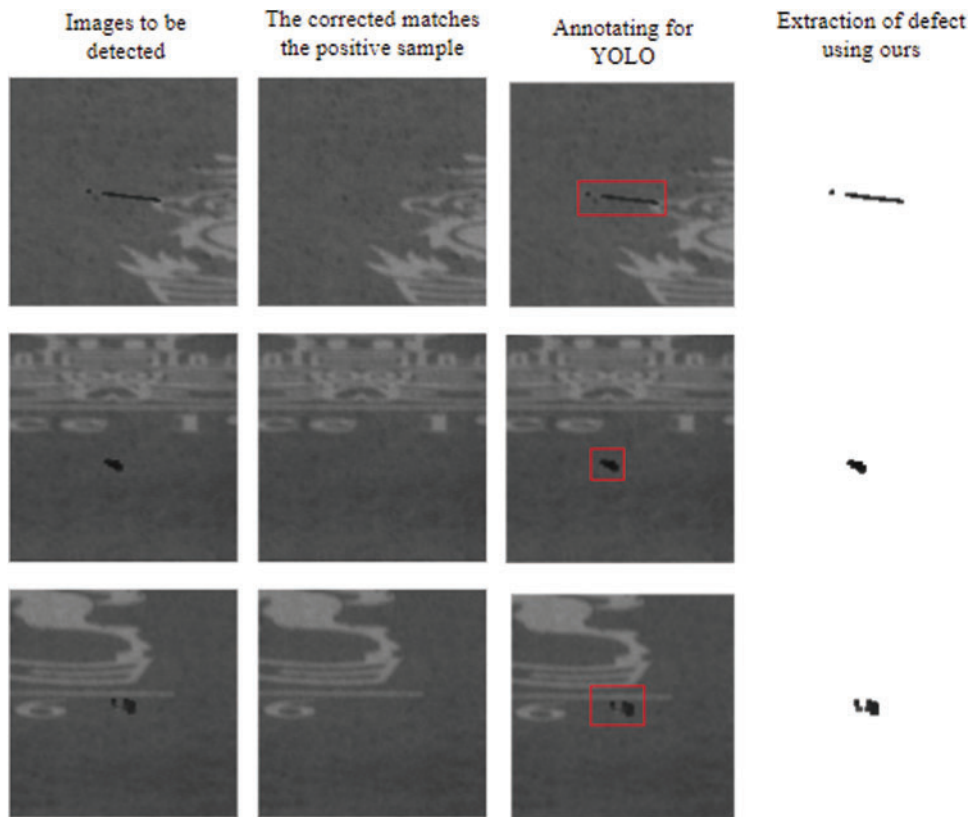 Images to be
detected
The corrected matches
the positive sample
Annotating for
YOLO
Extraction of defect
using ours